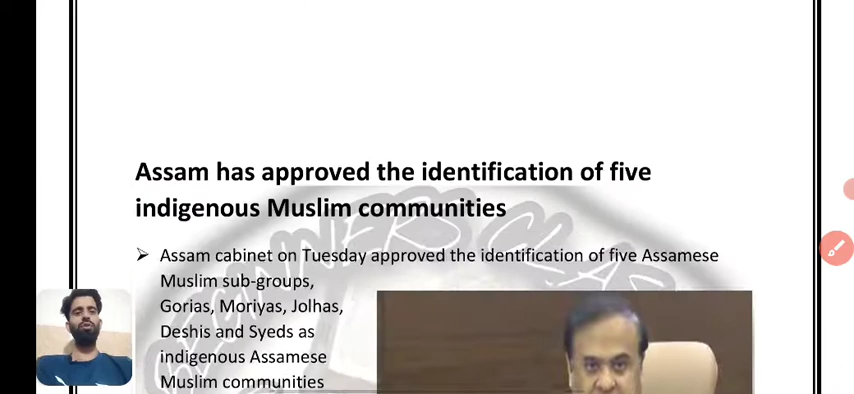 Assam has approved the identification of five
indigenous Muslim communities
➢ Assam cabinet on Tuesday approved the identification of five Assamese
Muslim sub-groups,
Gorias, Moriyas, Jolhas,
Deshis and Syeds as
indigenous Assamese
Muslim communities